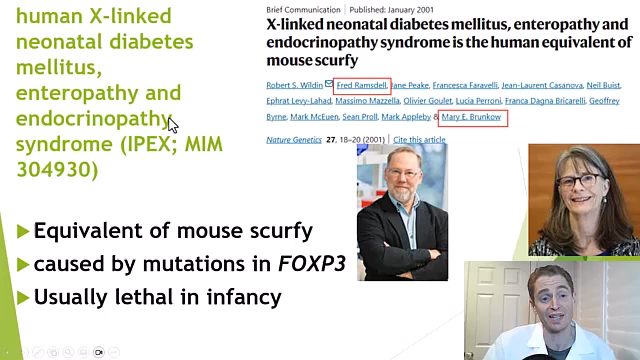 human X-linked
neonatal diabetes
mellitus,
enteropathy and
endocrinopathy
syndrome (IPEX; MIM
304930)
Equivalent of mouse scurfy
caused by mutations in FOXP3
Usually lethal in infancy
Brief Communication | Published: January 2001
X-linked neonatal diabetes mellitus, enteropathy and
endocrinopathy syndrome is the human equivalent of
mouse scurfy
Robert S. Wildin, Fred Ramsdell, Jane Peake, Francesca Faravelli, Jean-Laurent Casanova, Neil Buist,
Ephrat Levy-Lahad, Massimo Mazzella, Olivier Goulet, Lucia Perroni, Franca Dagna Bricarelli, Geoffrey
Byrne, Mark McEuen, Sean Proll, Mark Appleby & Mary E. Brunkow
Nature Genetics 27, 18–20 (2001) | Cite this article